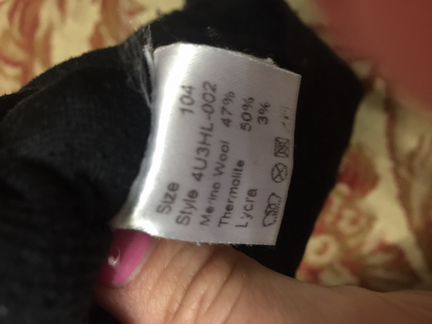 Size 104
Style 4U3HL-002
Merino Wool 47%
Thermolite 50%
Lycra 3%